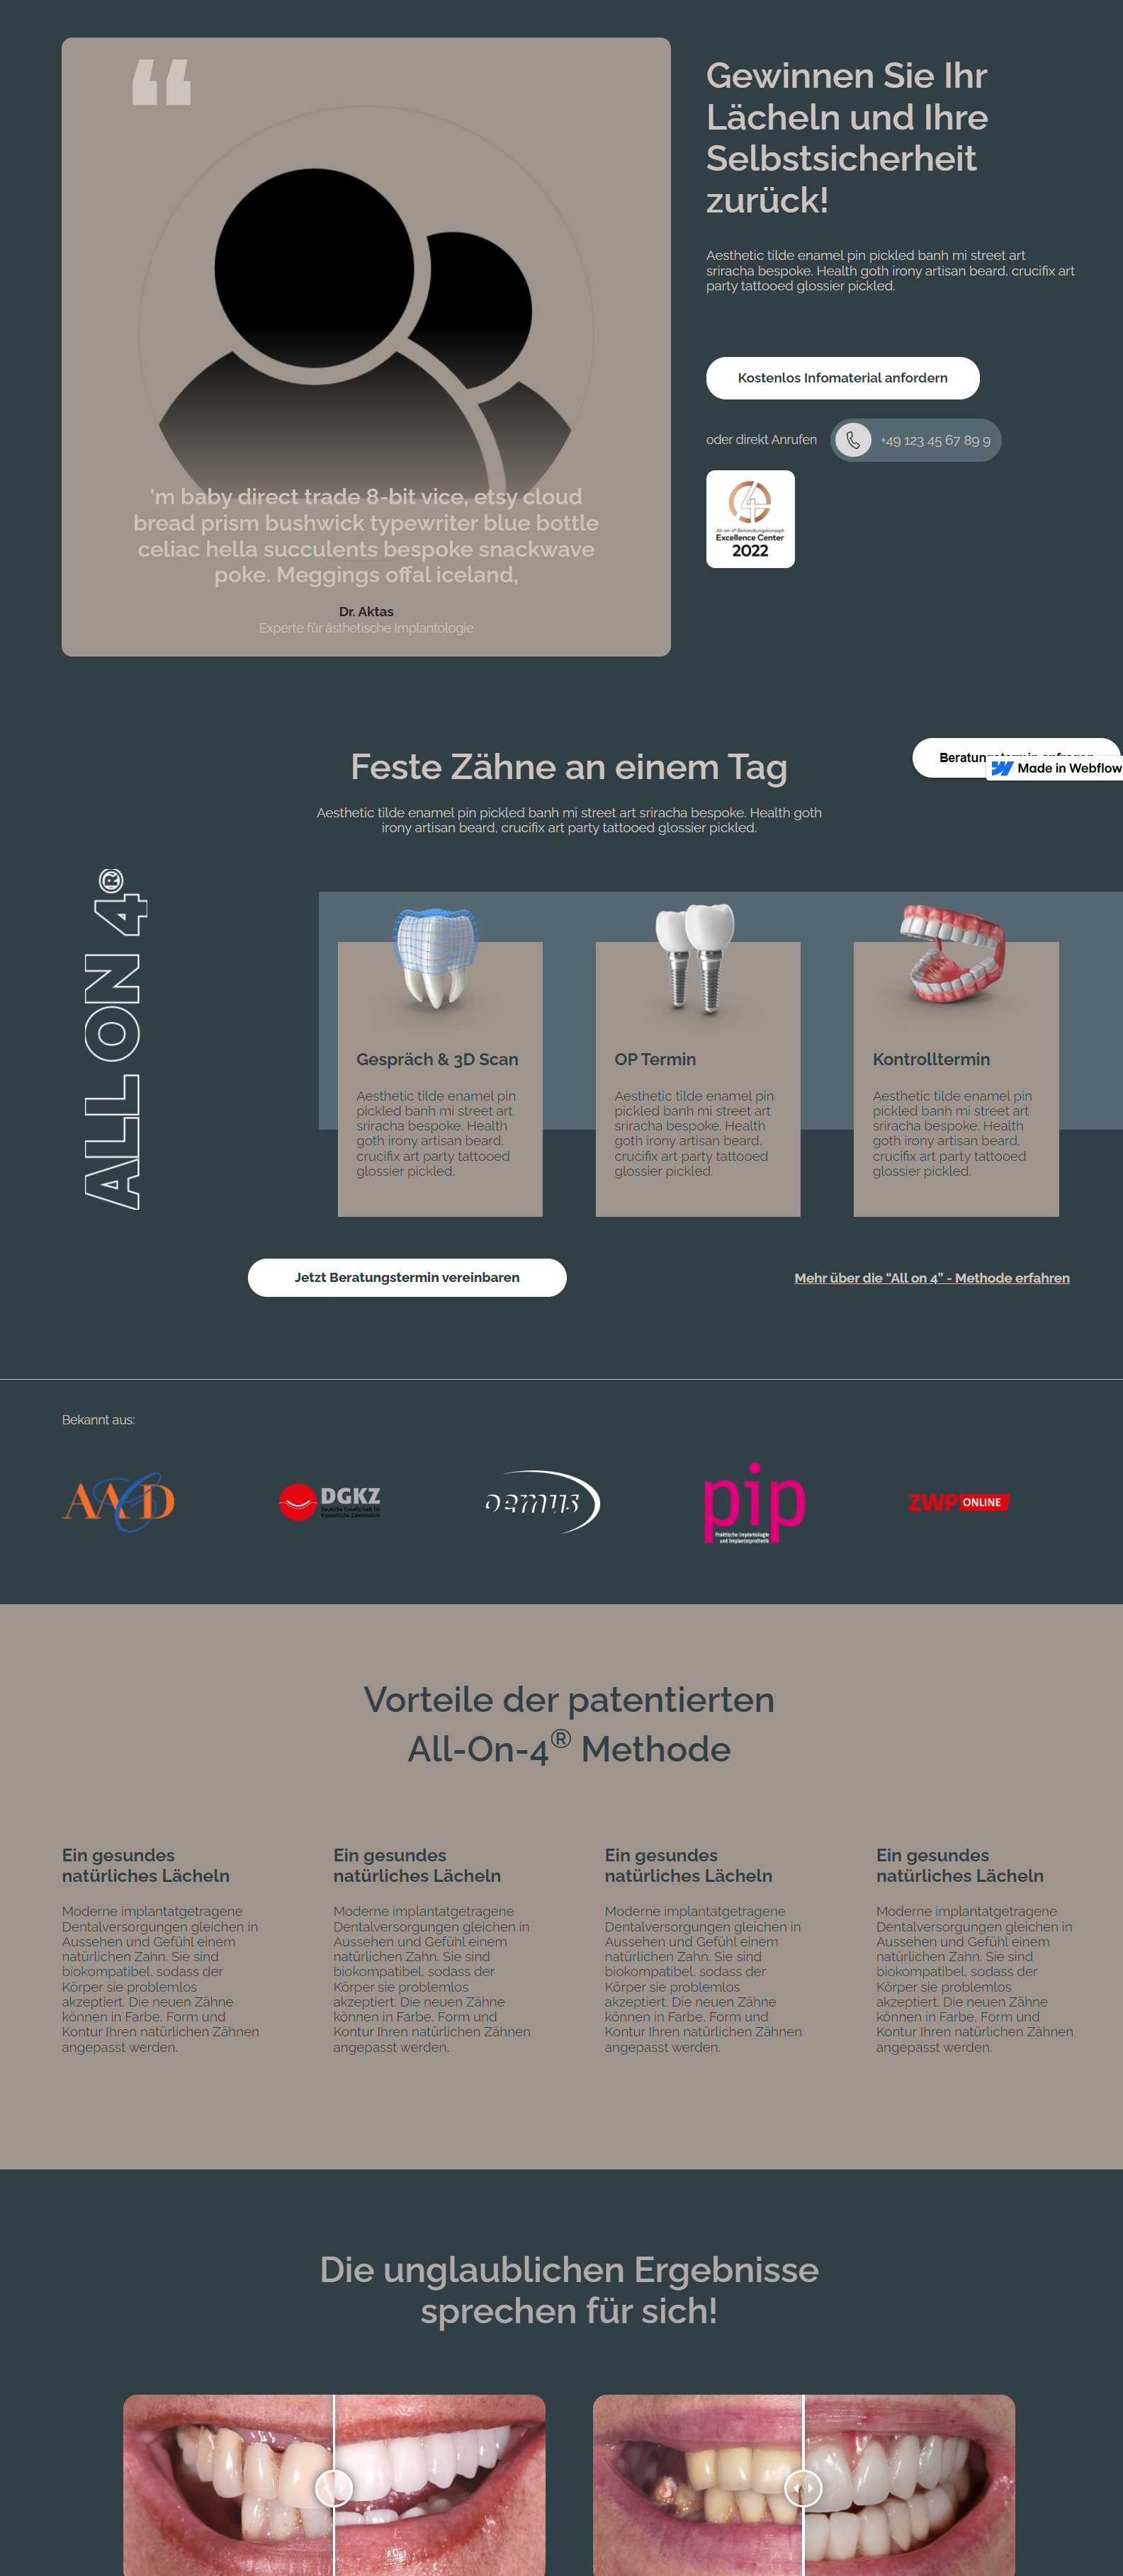 “
'm baby direct trade 8-bit vice, etsy cloud
bread prism bushwick typewriter blue bottle
celiac hella succulents bespoke snackwave
poke. Meggings offal iceland,
Dr. Aktas
Experte für ästhetische Implantologie
Gewinnen Sie Ihr
Lächeln und Ihre
Selbstsicherheit
zurück!
Aesthetic tilde enamel pin pickled banh mi street art
sriracha bespoke. Health goth irony artisan beard, crucifix art
party tattooed glossier pickled.
Kostenlos Infomaterial anfordern
oder direkt Anrufen
+49 123 45 67 89 9
4
All-on-4® Behandlungskonzept
Excellence Center
2022
Feste Zähne an einem Tag
Made in Webflow
Aesthetic tilde enamel pin pickled banh mi street art sriracha bespoke. Health goth
irony artisan beard, crucifix art party tattooed glossier pickled.
ALL ON 4®
Gespräch & 3D Scan
Aesthetic tilde enamel pin
pickled banh mi street art
sriracha bespoke. Health
goth irony artisan beard,
crucifix art party tattooed
glossier pickled.
OP Termin
Aesthetic tilde enamel pin
pickled banh mi street art
sriracha bespoke. Health
goth irony artisan beard,
crucifix art party tattooed
glossier pickled.
Kontrolltermin
Aesthetic tilde enamel pin
pickled banh mi street art
sriracha bespoke. Health
goth irony artisan beard,
crucifix art party tattooed
glossier pickled.
Jetzt Beratungstermin vereinbaren
Mehr über die “All on 4” - Methode erfahren
Bekannt aus:
AACD
DGKZ
Deutsche Gesellschaft für
Kosmetische Zahnmedizin
oemus
pip
Praktische Implantologie
und Implantatprothetik
ZWP ONLINE
Vorteile der patentierten
All-On-4® Methode
Ein gesundes
natürliches Lächeln
Moderne implantatgetragene
Dentalversorgungen gleichen in
Aussehen und Gefühl einem
natürlichen Zahn. Sie sind
biokompatibel, sodass der
Körper sie problemlos
akzeptiert. Die neuen Zähne
können in Farbe, Form und
Kontur Ihren natürlichen Zähnen
angepasst werden.
Ein gesundes
natürliches Lächeln
Moderne implantatgetragene
Dentalversorgungen gleichen in
Aussehen und Gefühl einem
natürlichen Zahn. Sie sind
biokompatibel, sodass der
Körper sie problemlos
akzeptiert. Die neuen Zähne
können in Farbe, Form und
Kontur Ihren natürlichen Zähnen
angepasst werden.
Ein gesundes
natürliches Lächeln
Moderne implantatgetragene
Dentalversorgungen gleichen in
Aussehen und Gefühl einem
natürlichen Zahn. Sie sind
biokompatibel, sodass der
Körper sie problemlos
akzeptiert. Die neuen Zähne
können in Farbe, Form und
Kontur Ihren natürlichen Zähnen
angepasst werden.
Ein gesundes
natürliches Lächeln
Moderne implantatgetragene
Dentalversorgungen gleichen in
Aussehen und Gefühl einem
natürlichen Zahn. Sie sind
biokompatibel, sodass der
Körper sie problemlos
akzeptiert. Die neuen Zähne
können in Farbe, Form und
Kontur Ihren natürlichen Zähnen
angepasst werden.
Die unglaublichen Ergebnisse
sprechen für sich!